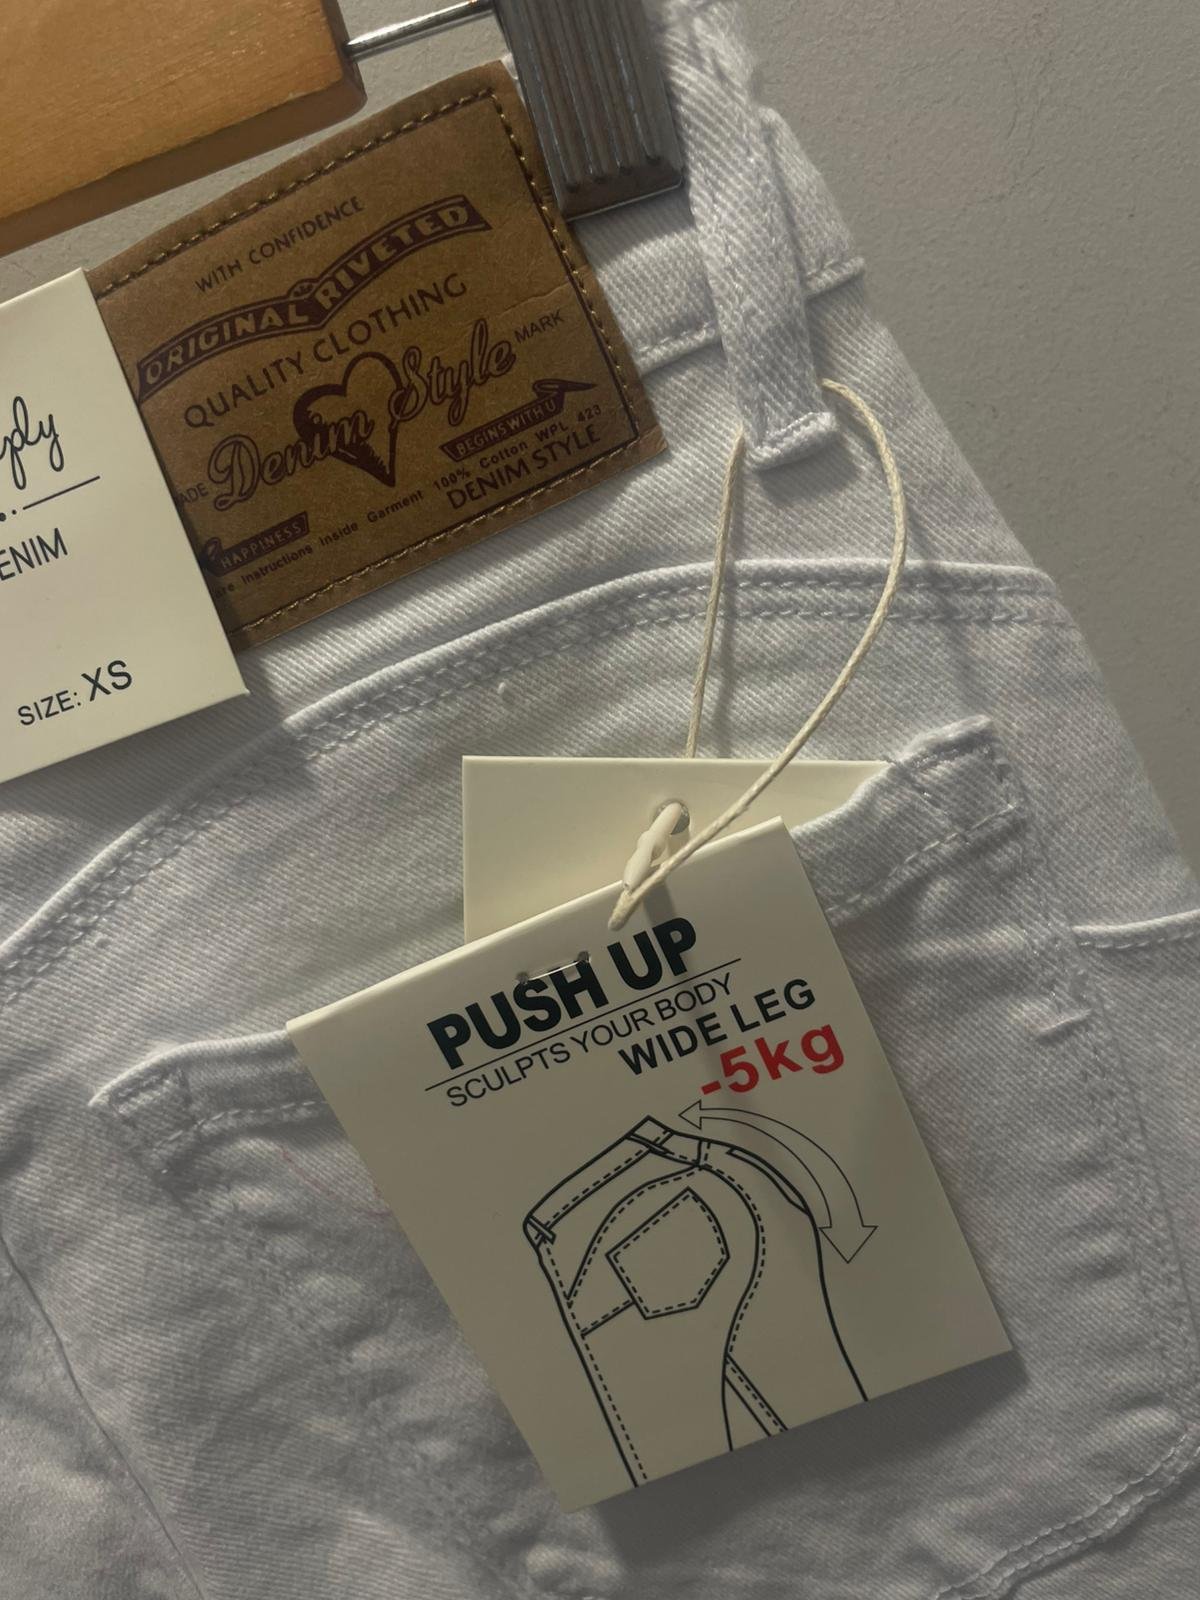 WITH CONFIDENCE
ORIGINAL RIVETED
QUALITY CLOTHING
Denim Style MARK
BEGINS WITH U
HAPPINESS
Instructions Inside Garment 100% Cotton WPL 423
DENIM STYLE
SIZE: XS
PUSH UP
SCULPTS YOUR BODY
WIDE LEG
-5kg